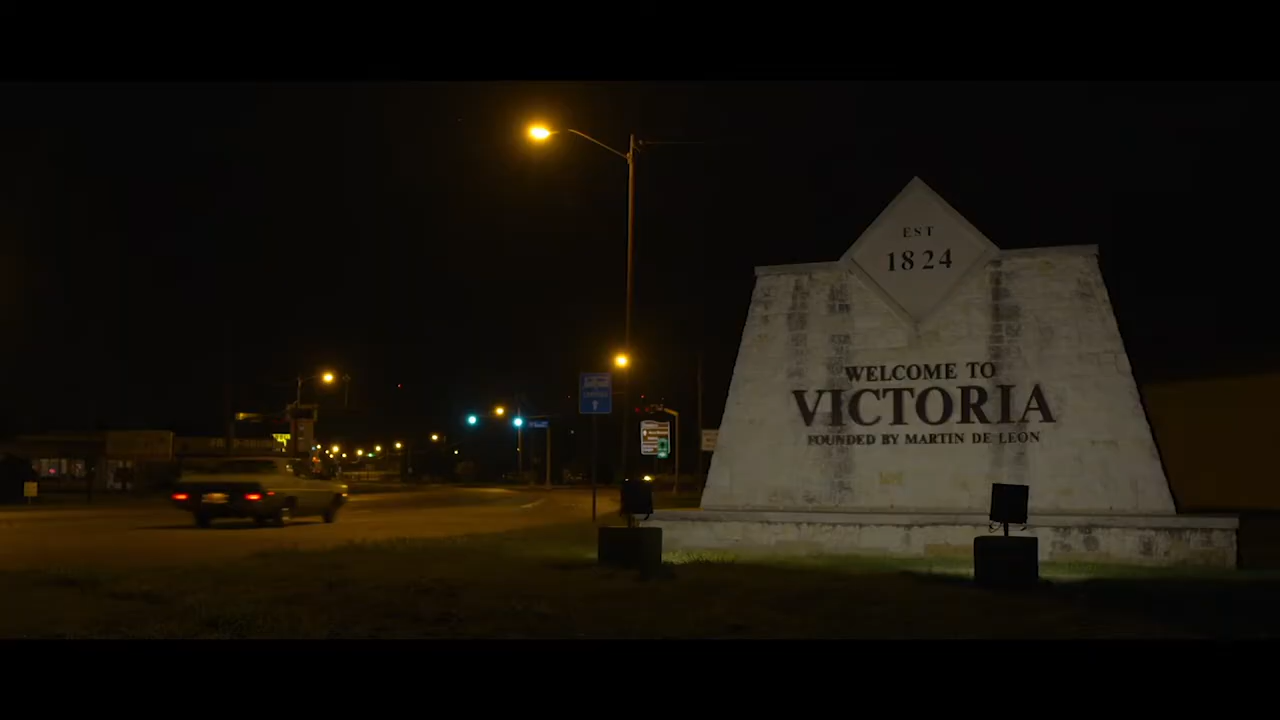 EST
1824
WELCOME TO
VICTORIA
FOUNDED BY MARTIN DE LEON